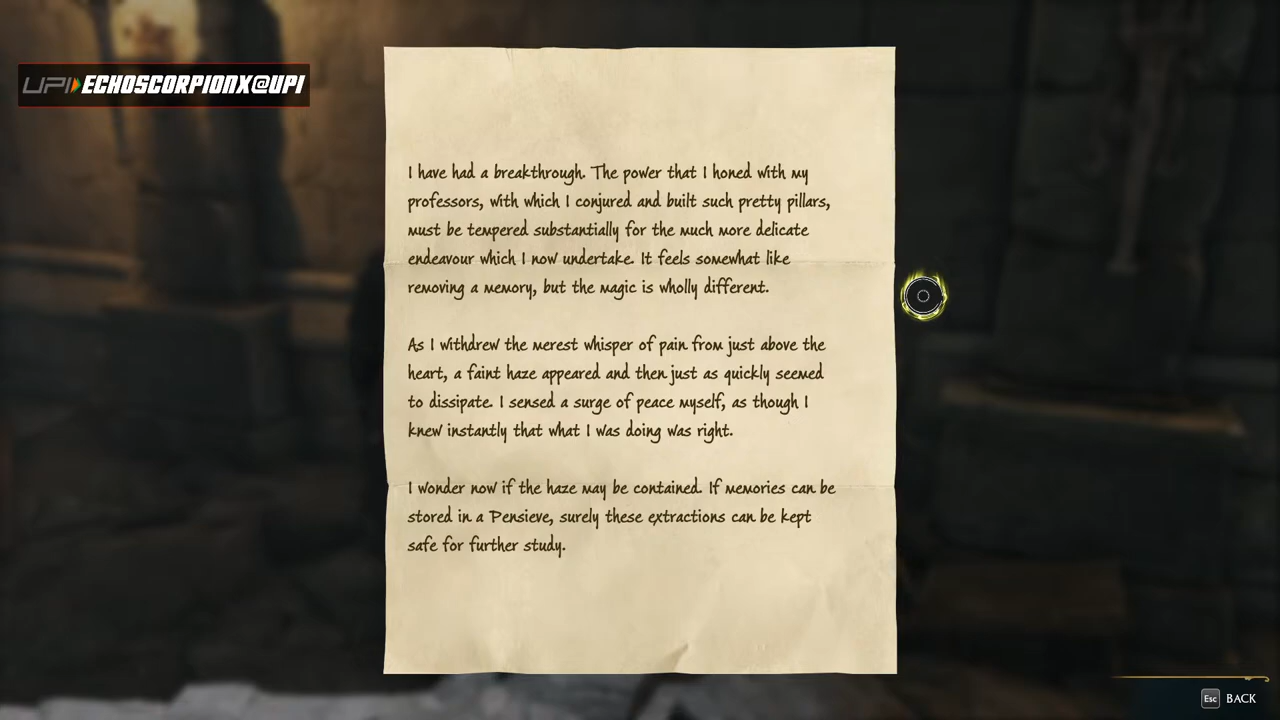 UPI ECHOSCORPIONX@UPI
I have had a breakthrough. The power that I honed with my
professors, with which I conjured and built such pretty pillars,
must be tempered substantially for the much more delicate
endeavour which I now undertake. It feels somewhat like
removing a memory, but the magic is wholly different.
As I withdrew the merest whisper of pain from just above the
heart, a faint haze appeared and then just as quickly seemed
to dissipate. I sensed a surge of peace myself, as though I
knew instantly that what I was doing was right.
I wonder now if the haze may be contained. If memories can be
stored in a Pensieve, surely these extractions can be kept
safe for further study.
Esc BACK